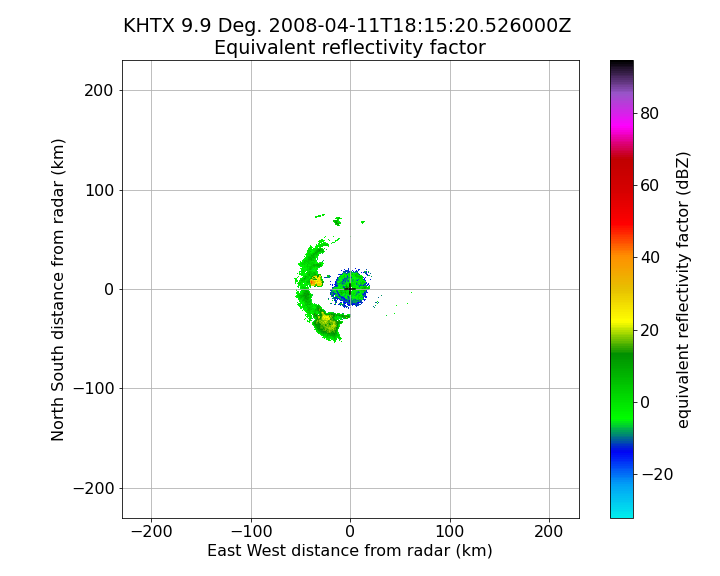 KHTX 9.9 Deg. 2008-04-11T18:15:20.526000Z
Equivalent reflectivity factor
North South distance from radar (km)
200
100
0
−100
−200
−200 −100 0 100 200
East West distance from radar (km)
80
60
40
20
0
−20
equivalent reflectivity factor (dBZ)